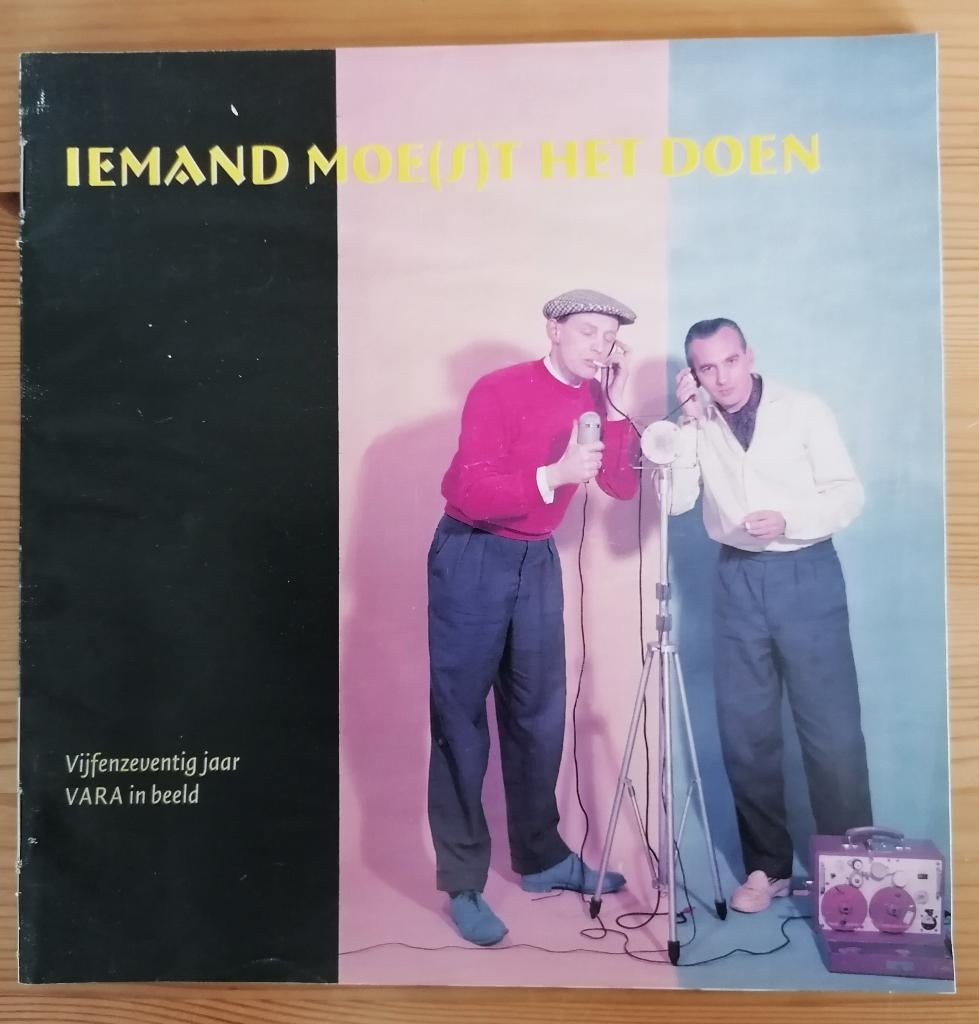 IEMAND MOE(S)T HET DOEN
Vijfenzeventig jaar
VARA in beeld